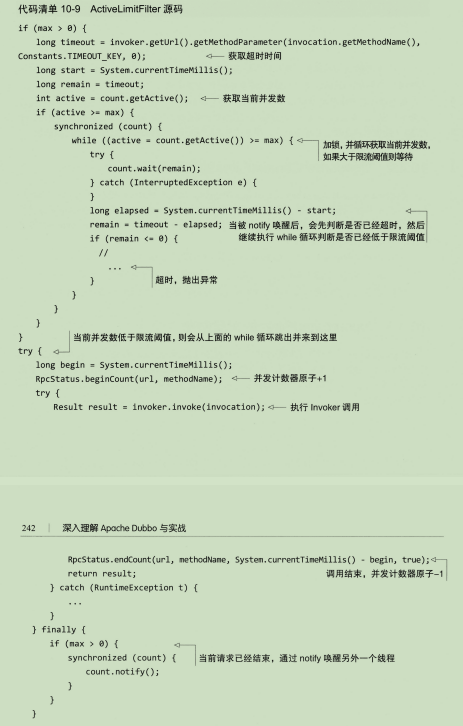 代码清单 10-9 ActiveLimitFilter 源码
if (max > 0) {
long timeout = invoker.getUrl().getMethodParameter(invocation.getMethodName(),
Constants.TIMEOUT_KEY, 0); 获取超时时间
long start = System.currentTimeMillis();
long remain = timeout;
int active = count.getActive(); 获取当前并发数
if (active >= max) {
synchronized (count) {
while ((active = count.getActive()) >= max) { 加锁, 并循环获取当前并发数,
try { 如果大于限流阈值则等待
count.wait(remain);
} catch (InterruptedException e) {
}
long elapsed = System.currentTimeMillis() - start;
remain = timeout - elapsed; 当被 notify 唤醒后, 会先判断是否已经超时, 然后
if (remain <= 0) { 继续执行 while 循环判断是否已经低于限流阈值
//
...
} 超时, 抛出异常
}
}
}
} 当前并发数低于限流阈值, 则会从上面的 while 循环跳出并来到这里
try {
long begin = System.currentTimeMillis();
RpcStatus.beginCount(url, methodName); 并发计数器原子+1
try {
Result result = invoker.invoke(invocation); 执行 Invoker 调用
242 | 深入理解 Apache Dubbo 与实战
RpcStatus.endCount(url, methodName, System.currentTimeMillis() - begin, true);
return result; 调用结束, 并发计数器原子-1
} catch (RuntimeException t) {
...
}
} finally {
if (max > 0) {
synchronized (count) { 当前请求已经结束, 通过 notify 唤醒另外一个线程
count.notify();
}
}
}